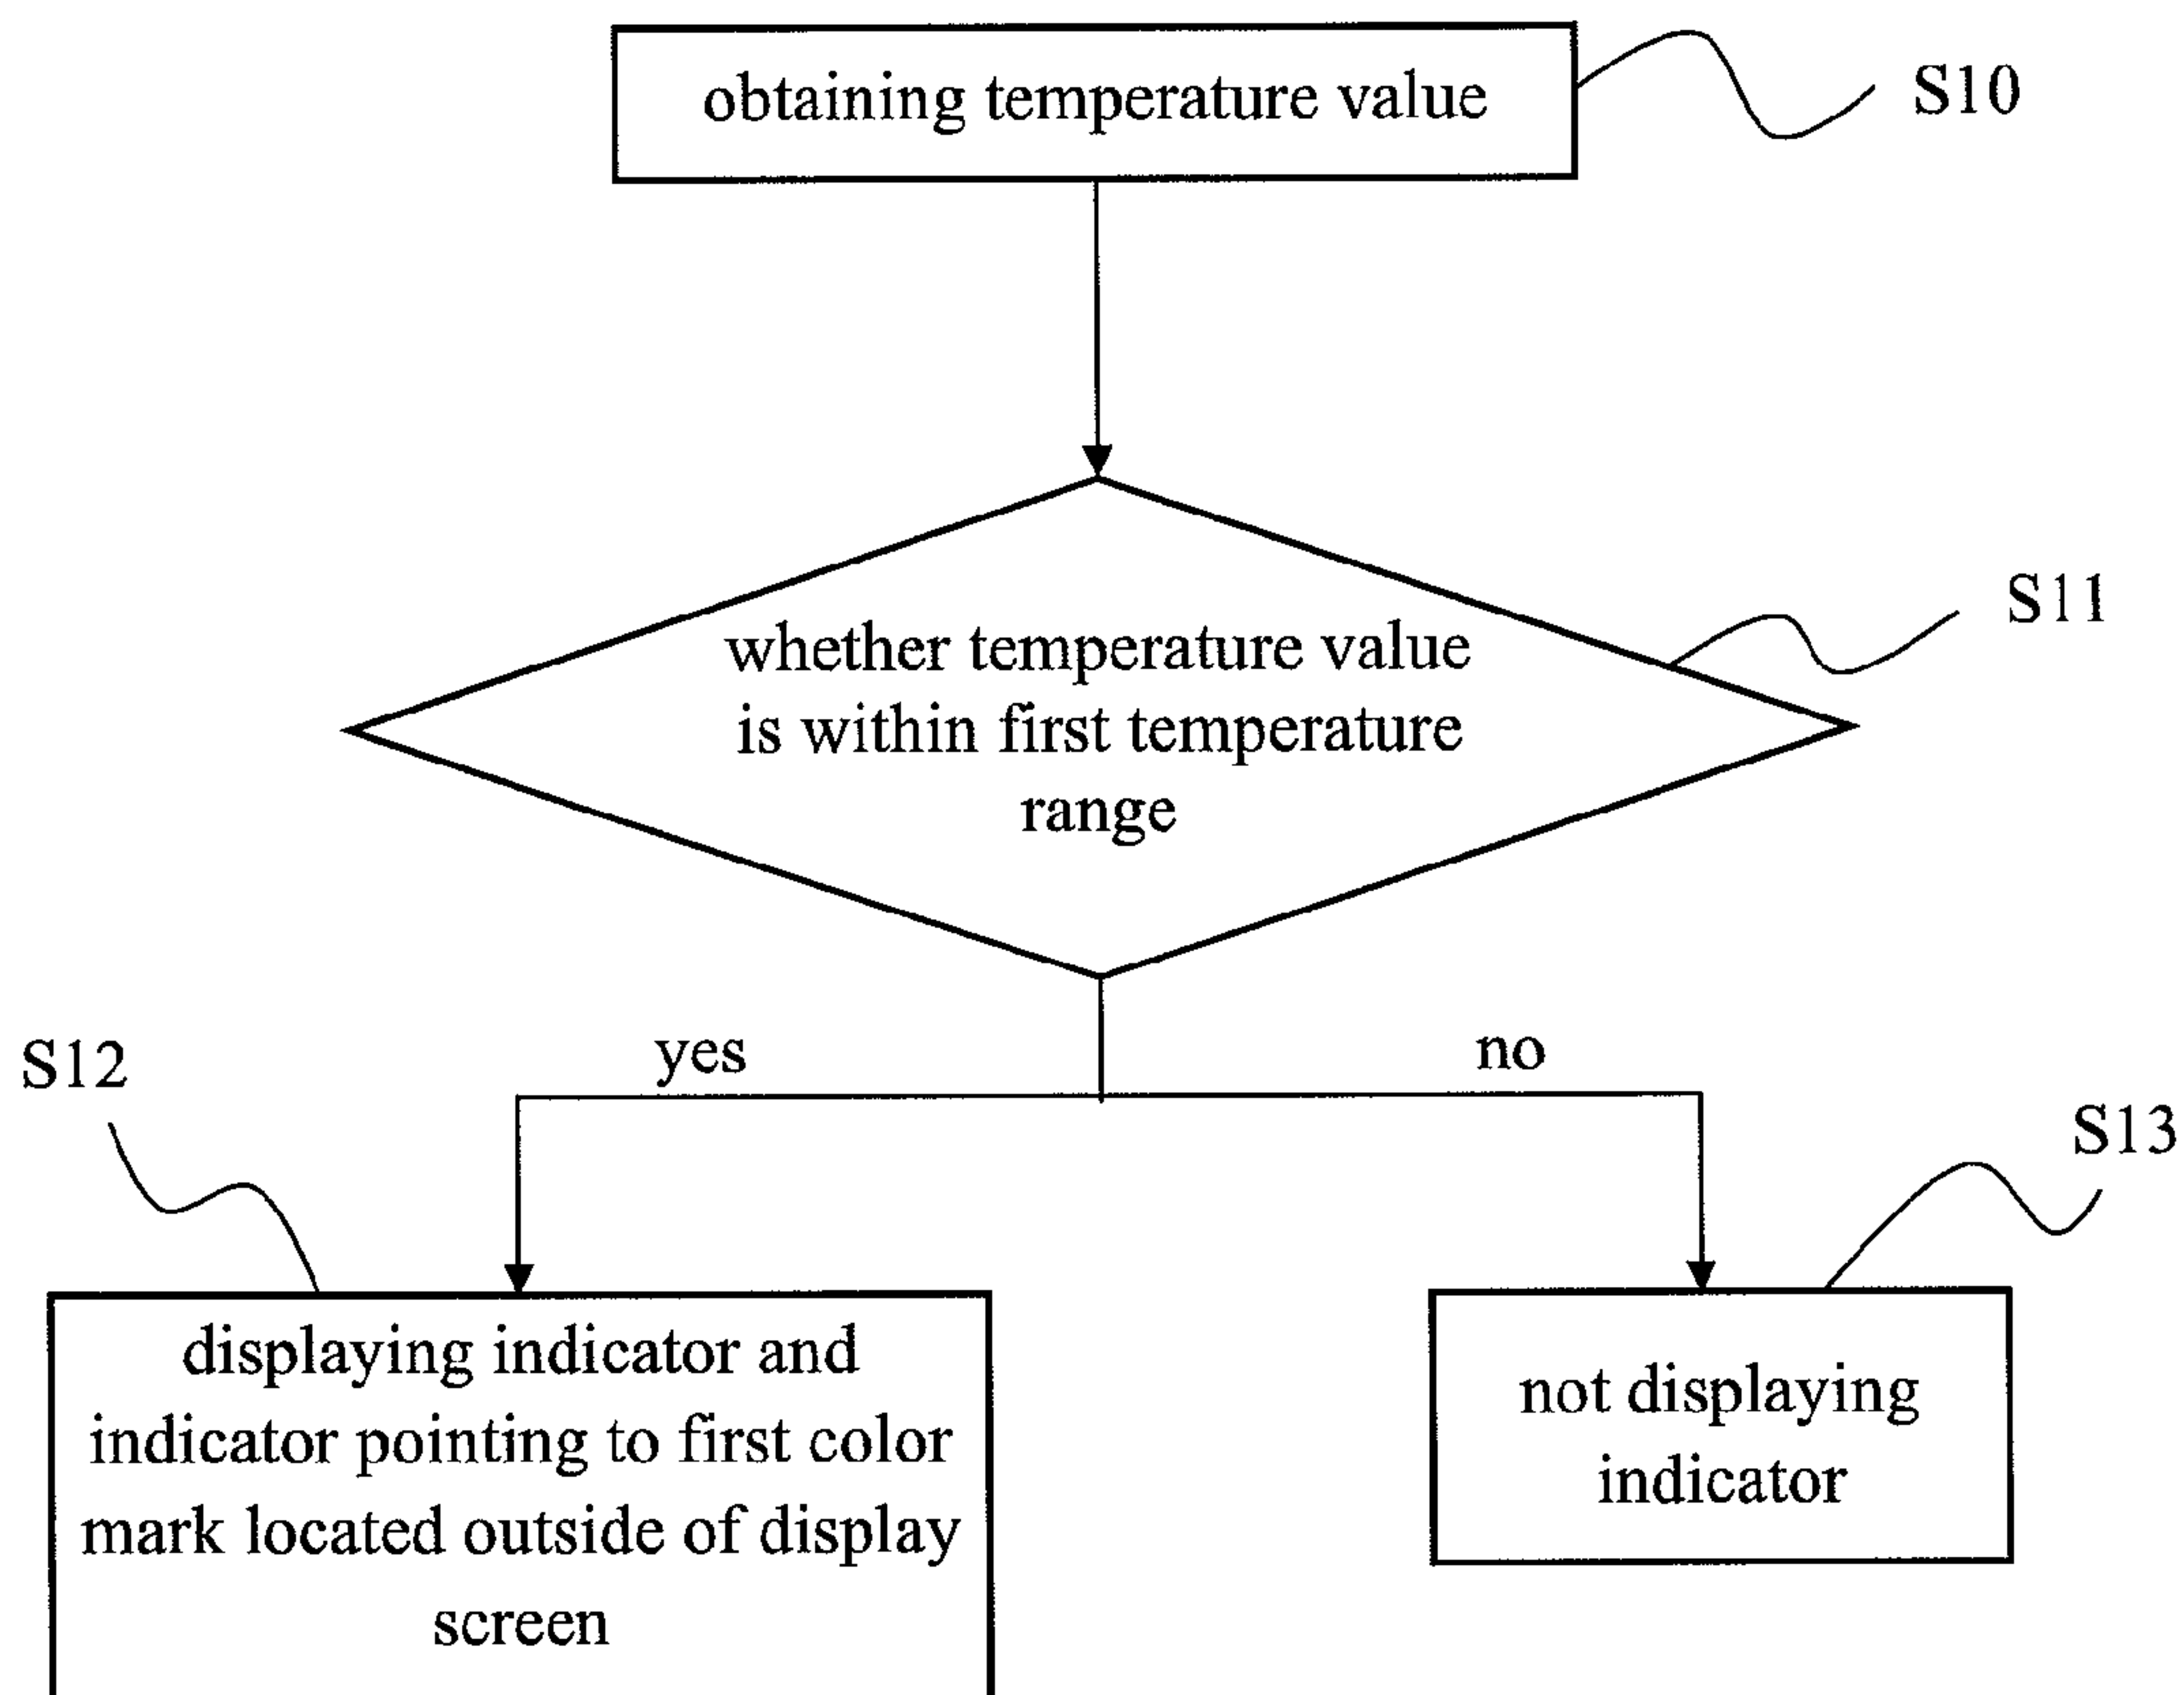 obtaining temperature value
S10
whether temperature value
is within first temperature
range
S11
yes
no
S12
S13
displaying indicator and
indicator pointing to first color
mark located outside of display
screen
not displaying
indicator